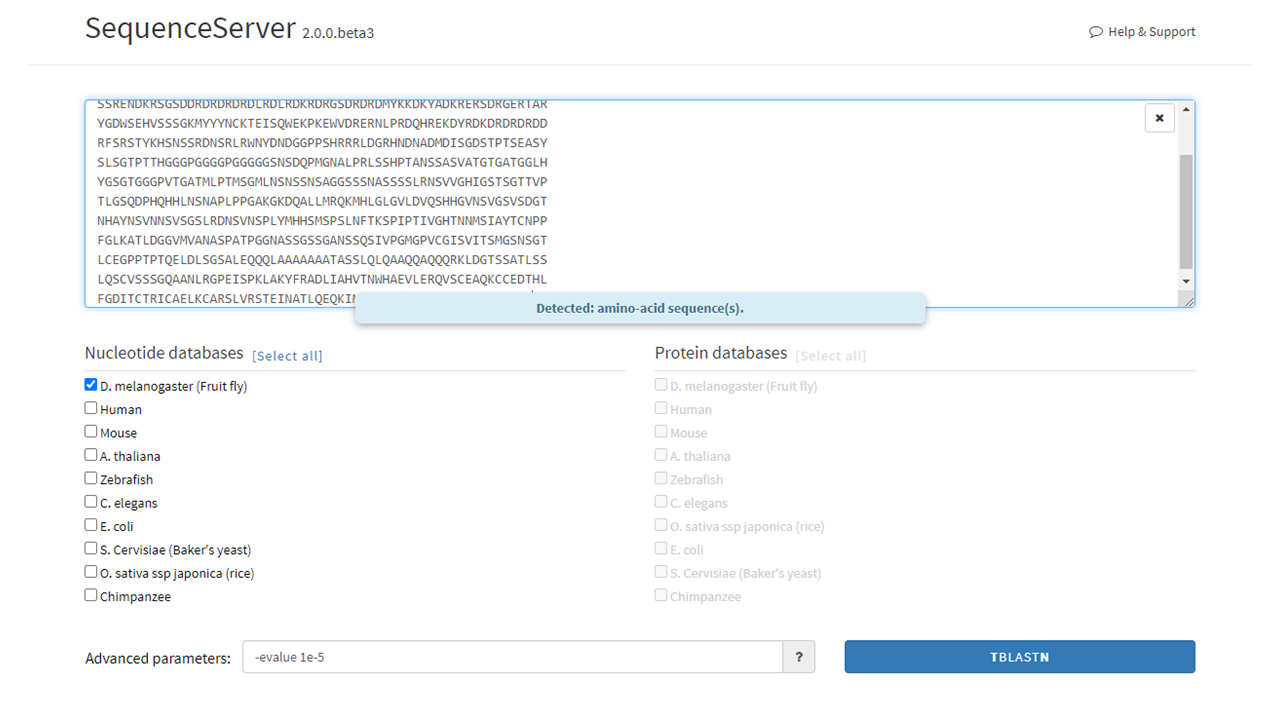 SequenceServer 2.0.0.beta3
Help & Support
SSRENDKRSGSDDRDRDRDRDLRDLRDKRDRGSDRDRDMYKKDKYADKRERSDRGERTAR
YGDWSEHVSSSGKMYYYNCKTEISQWEKPKEWVDRERNLPRDQHREKDYRDKDRDRDRDD
RFSRSTYKHSNSSRDNSRLRWNYDNDGGPPSHRRRLDGRHNDNADMDISGDSTPTSEASY
SLSGTPTTHGGGPGGGGPGGGGGSNSDQPMGNALPRLSSHPTANSSASVATGTGATGGLH
YGSGTGGGPVTGATMLPTMSGMLNSNSSNSAGGSSSNASSSSLRNSVVGHIGSTSGTTVP
TLGSQDPHQHHLNSNAPLPPGAKGKDQALLMRQKMHLGLGVLDVQSHHGVNSVGSVSDGT
NHAYNSVNNSVSGSLRDNSVNSPLYMHHSMSPSLNFTKSPIPTIVGHTNNMSIAYTCNPP
FGLKATLDGGVMVANASPATPGGNASSGSSGANSSQSIVPGMGPVCGISVITSMGSNSGT
LCEGPPTPTQELDLSGSALEQQQLAAAAAAATASSLQLQAAQQAQQQRKLDGTSSATLSS
LQSCVSSSGQAANLRGPEISPKLAKYFRADLIAHVTNWHAEVLERQVSCEAQKCCEDTHL
FGDITCTRICAELKCARSLVRSTEINATLQEQKIM
Detected: amino-acid sequence(s).
Nucleotide databases [Select all]
D. melanogaster (Fruit fly)
Human
Mouse
A. thaliana
Zebrafish
C. elegans
E. coli
S. Cervisiae (Baker's yeast)
O. sativa ssp japonica (rice)
Chimpanzee
Protein databases [Select all]
D. melanogaster (Fruit fly)
Human
Mouse
A. thaliana
Zebrafish
C. elegans
O. sativa ssp japonica (rice)
E. coli
S. Cervisiae (Baker's yeast)
Chimpanzee
Advanced parameters: -evalue 1e-5 ?
TBLASTN